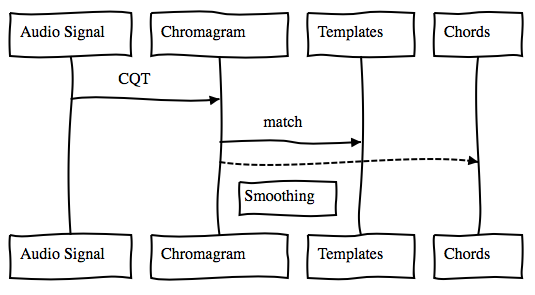 Audio Signal
Chromagram
Templates
Chords
CQT
match
Smoothing
Audio Signal
Chromagram
Templates
Chords